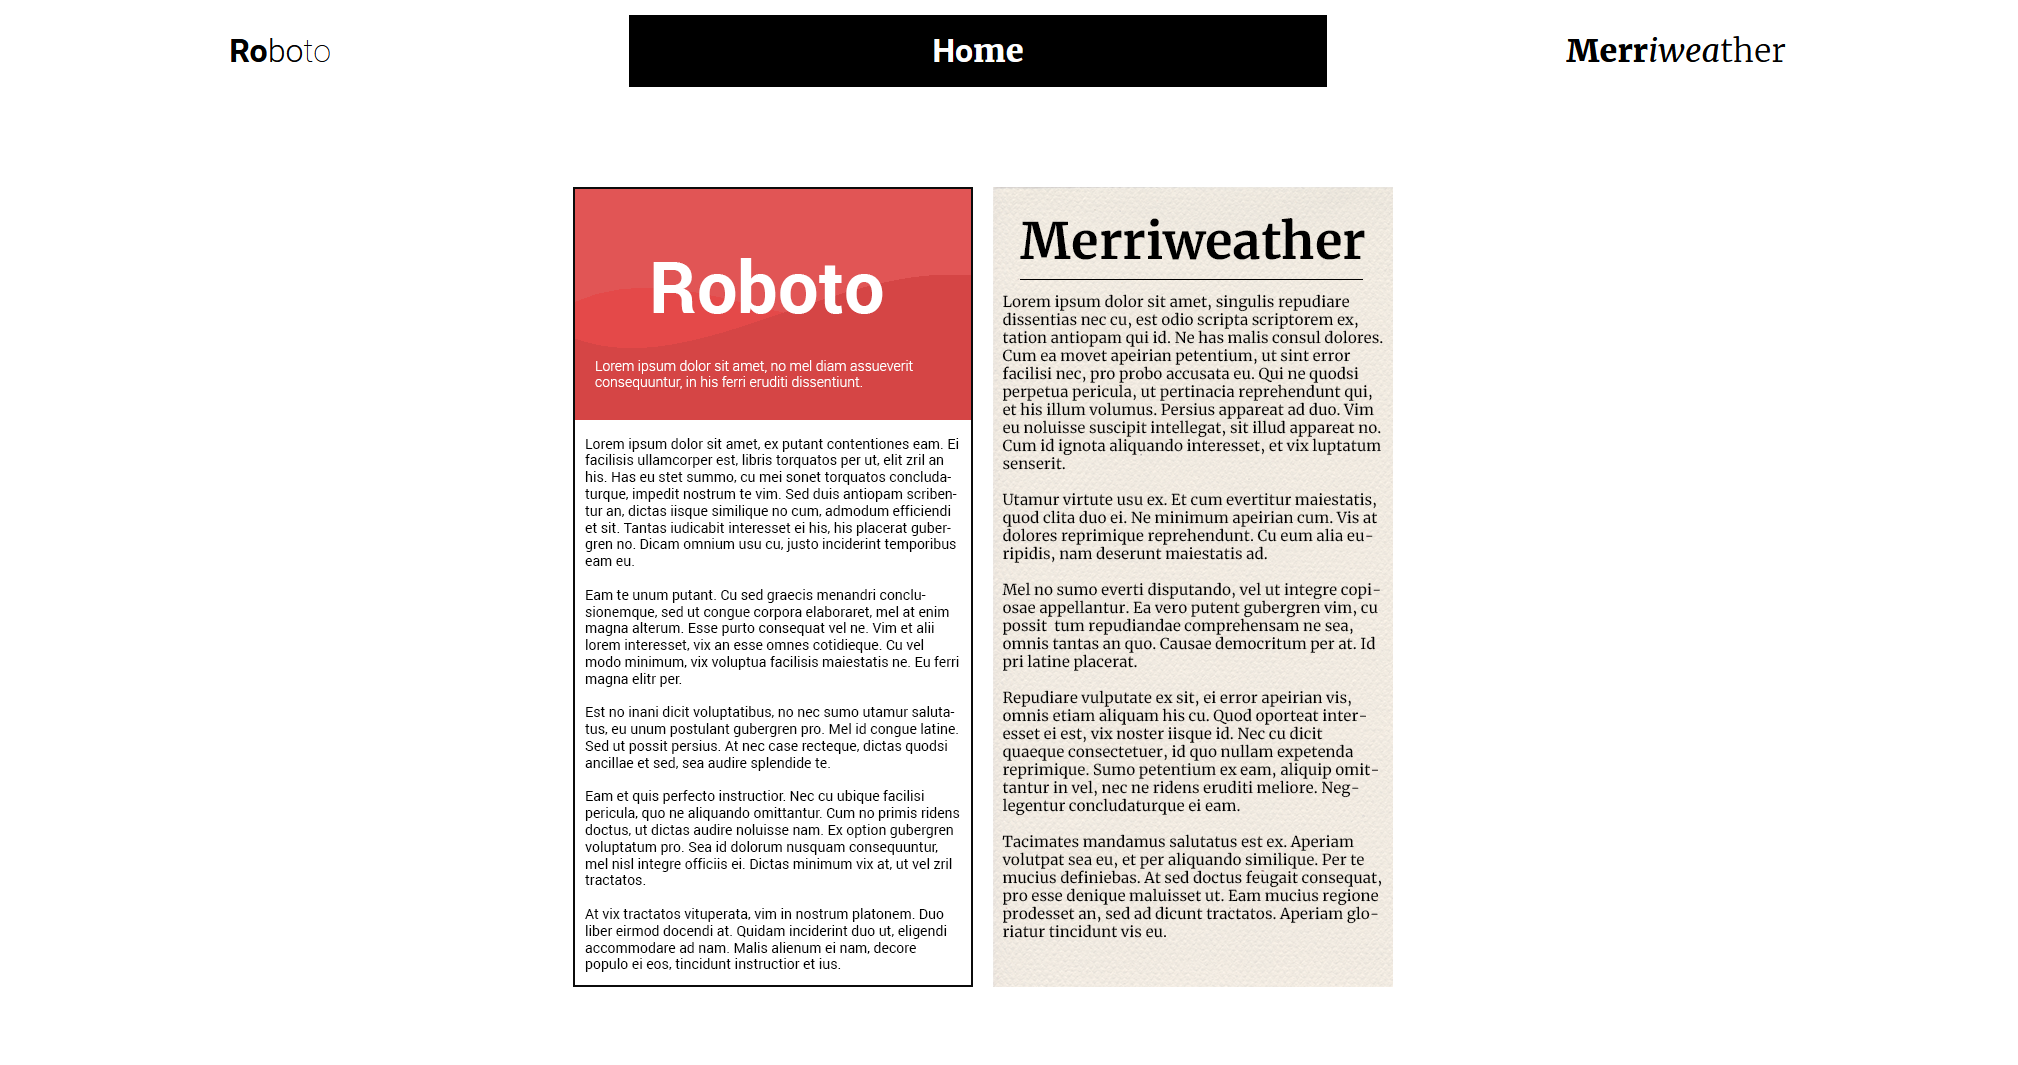 Roboto
Home
Merriweather
Roboto
Lorem ipsum dolor sit amet, no mel diam assueverit
consequuntur, in his ferri eruditi dissentiunt.
Lorem ipsum dolor sit amet, ex putant contentiones eam. Ei
facilisis ullamcorper est, libris torquatos per ut, elit zril an
his. Has eu stet summo, cu mei sonet torquatos concluda-
turque, impedit nostrum te vim. Sed duis antiopam scriben-
tur an, dictas iisque similique no cum, admodum efficiendi
et sit. Tantas iudicabit interesset ei his, his placerat guber-
gren no. Dicam omnium usu cu, justo inciderint temporibus
eam eu.
Eam te unum putant. Cu sed graecis menandri conclu-
sionemque, sed ut congue corpora elaboraret, mel at enim
magna alterum. Esse purto consequat vel ne. Vim et alii
lorem interesset, vix an esse omnes cotidieque. Cu vel
modo minimum, vix voluptua facilisis maiestatis ne. Eu ferri
magna elitr per.
Est no inani dicit voluptatibus, no nec sumo utamur saluta-
tus, eu unum postulant gubergren pro. Mel id congue latine.
Sed ut possit persius. At nec case recteque, dictas quodsi
ancillae et sed, sea audire splendide te.
Eam et quis perfecto instructior. Nec cu ubique facilisi
pericula, quo ne aliquando omittantur. Cum no primis ridens
doctus, ut dictas audire noluisse nam. Ex option gubergren
voluptatum pro. Sea id dolorum nusquam consequuntur,
mel nisl integre officiis ei. Dictas minimum vix at, ut vel zril
tractatos.
At vix tractatos vituperata, vim in nostrum platonem. Duo
liber eirmod docendi at. Quidam inciderint duo ut, eligendi
accommodare ad nam. Malis alienum ei nam, decore
populo ei eos, tincidunt instructior et ius.
Merriweather
Lorem ipsum dolor sit amet, singulis repudiare
dissentias nec cu, est odio scripta scriptorem ex,
tation antiopam qui id. Ne has malis consul dolores.
Cum ea movet apeirian petentium, ut sint error
facilisi nec, pro probo accusata eu. Qui ne quodsi
perpetua pericula, ut pertinacia reprehendunt qui,
et his illum volumus. Persius appareat ad duo. Vim
eu noluisse suscipit intellegat, sit illud appareat no.
Cum id ignota aliquando interesset, et vix luptatum
senserit.
Utamur virtute usu ex. Et cum evertitur maiestatis,
quod clita duo ei. Ne minimum apeirian cum. Vis at
dolores reprimique reprehendunt. Cu eum alia eu-
ripidis, nam deserunt maiestatis ad.
Mel no sumo everti disputando, vel ut integre copi-
osae appellantur. Ea vero putent gubergren vim, cu
possit  tum repudiandae comprehensam ne sea,
omnis tantas an quo. Causae democritum per at. Id
pri latine placerat.
Repudiare vulputate ex sit, ei error apeirian vis,
omnis etiam aliquam his cu. Quod oporteat inter-
esset ei est, vix noster iisque id. Nec cu dicit
quaeque consectetuer, id quo nullam expetenda
reprimique. Sumo petentium ex eam, aliquip omit-
tantur in vel, nec ne ridens eruditi meliore. Neg-
legentur concludaturque ei eam.
Tacimates mandamus salutatus est ex. Aperiam
volutpat sea eu, et per aliquando similique. Per te
mucius definiebas. At sed doctus feugait consequat,
pro esse denique maluisset ut. Eam mucius regione
prodesset an, sed ad dicunt tractatos. Aperiam glo-
riatur tincidunt vis eu.